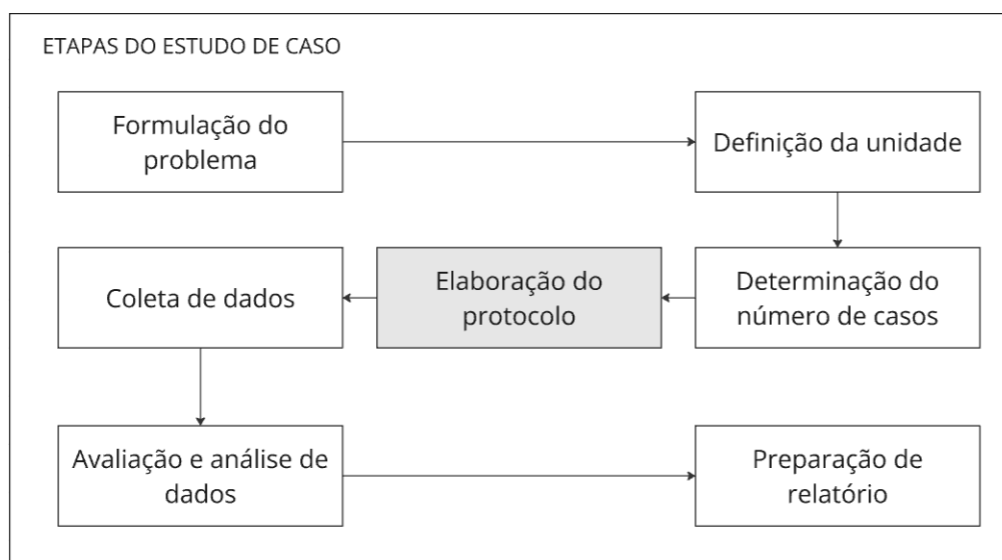 ETAPAS DO ESTUDO DE CASO
Formulação do
problema
Definição da unidade
Determinação do
número de casos
Elaboração do
protocolo
Coleta de dados
Avaliação e análise de
dados
Preparação de
relatório